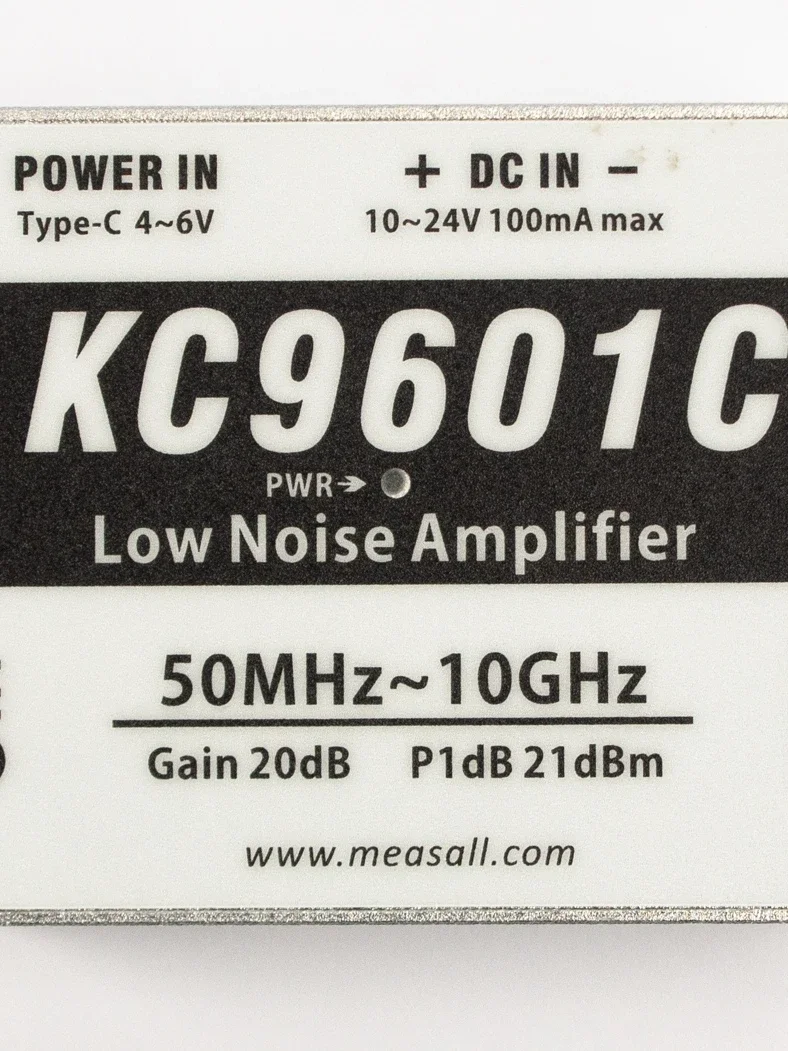 POWER IN
Type-C 4~6V
+ DC IN −
10~24V 100mA max
KC9601C
PWR
Low Noise Amplifier
50MHz~10GHz
Gain 20dB P1dB 21dBm
www.measall.com